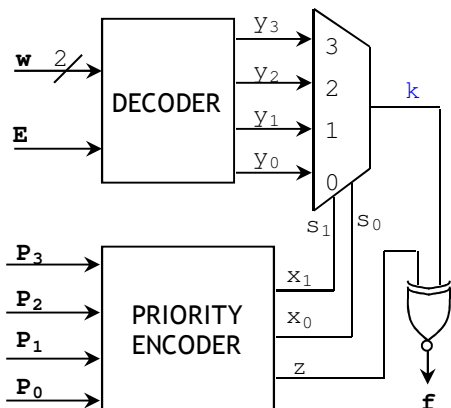 y3
3
w
2
y2
2
DECODER
k
y1
1
E
y0
0
s1
s0
P3
x1
P2
PRIORITY
x0
P1
ENCODER
z
P0
f